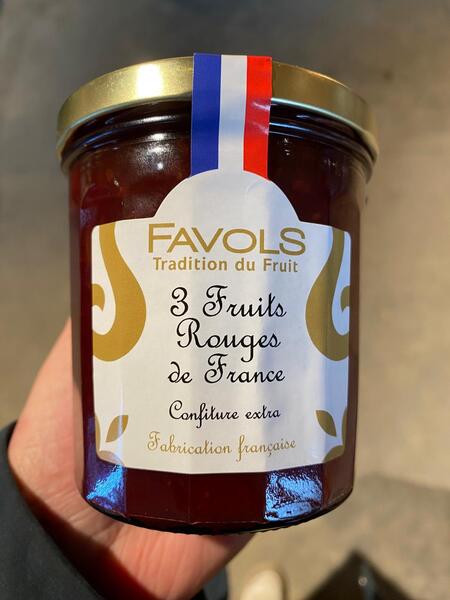 FAVOLS
Tradition du Fruit
3 Fruits
Rouges
de France
Confiture extra
Fabrication française